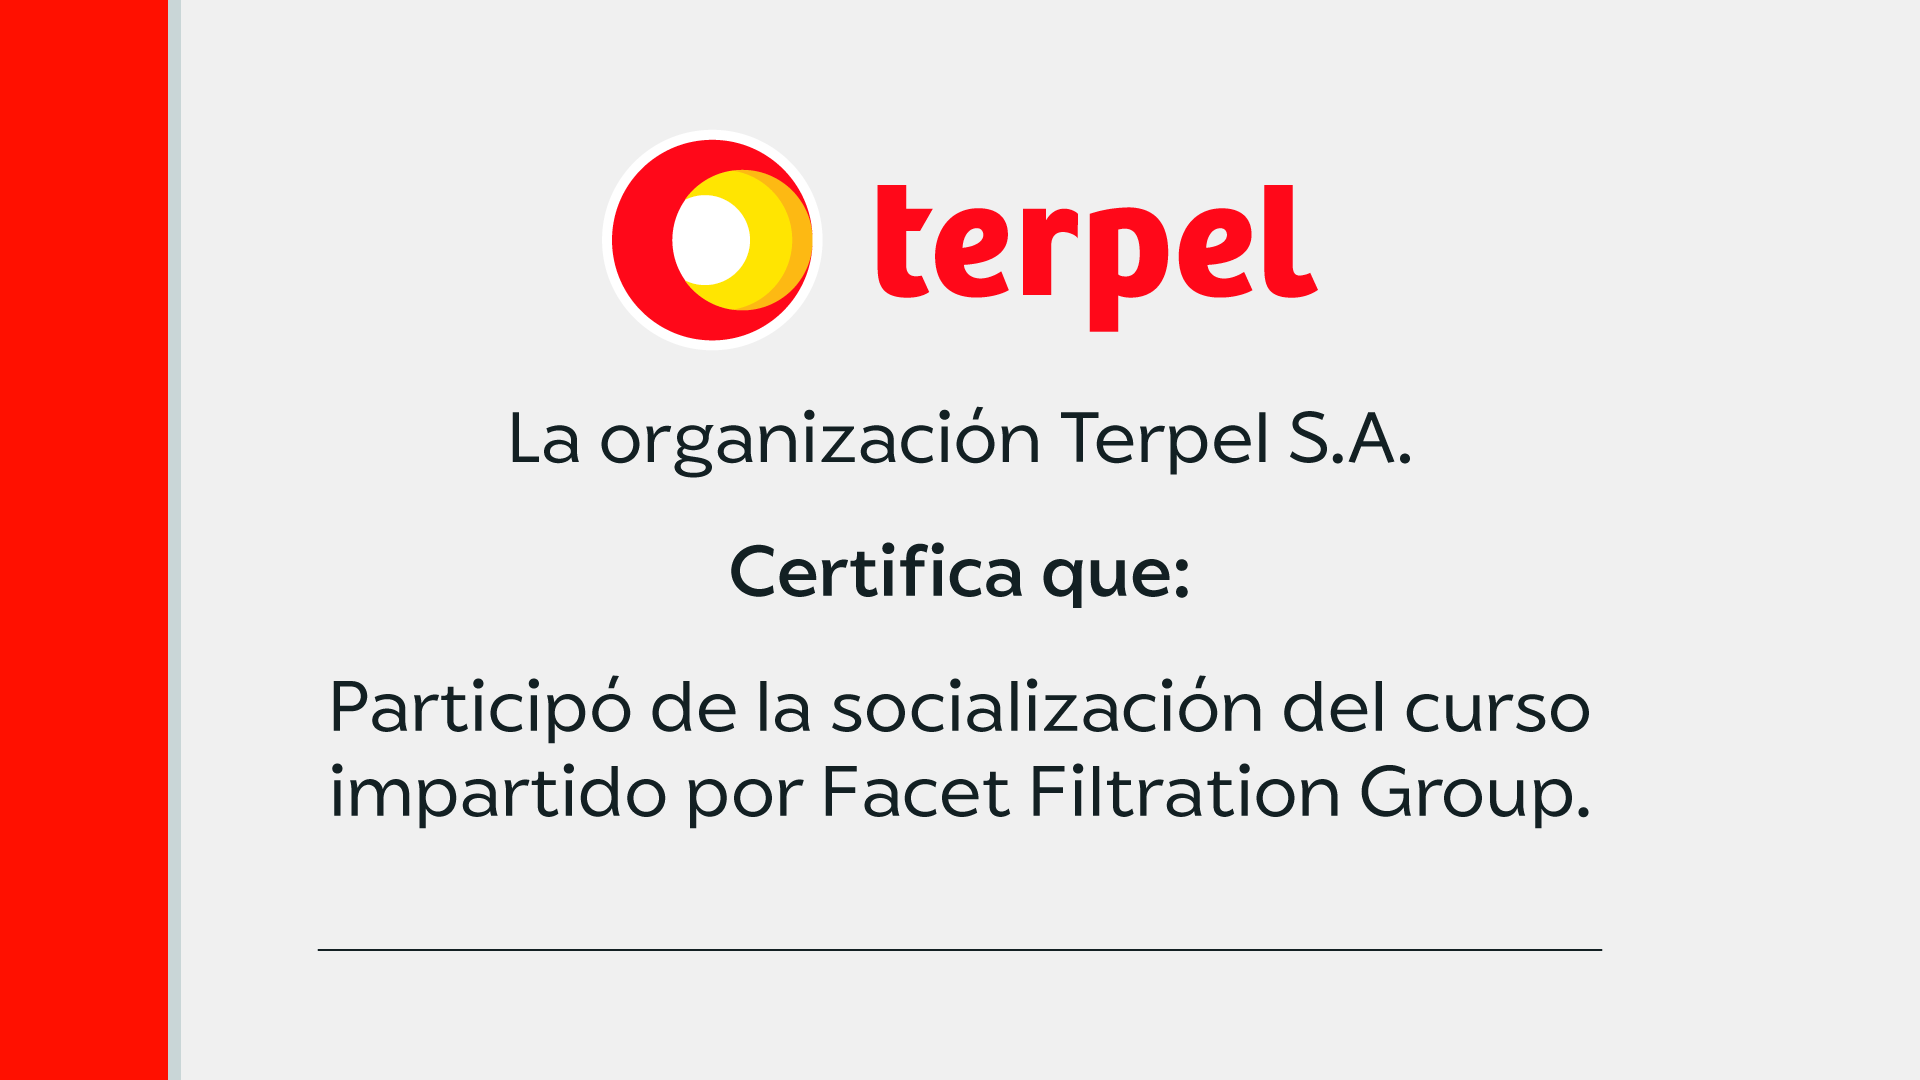 terpel
La organización Terpel S.A.
Certifica que:
Participó de la socialización del curso
impartido por Facet Filtration Group.